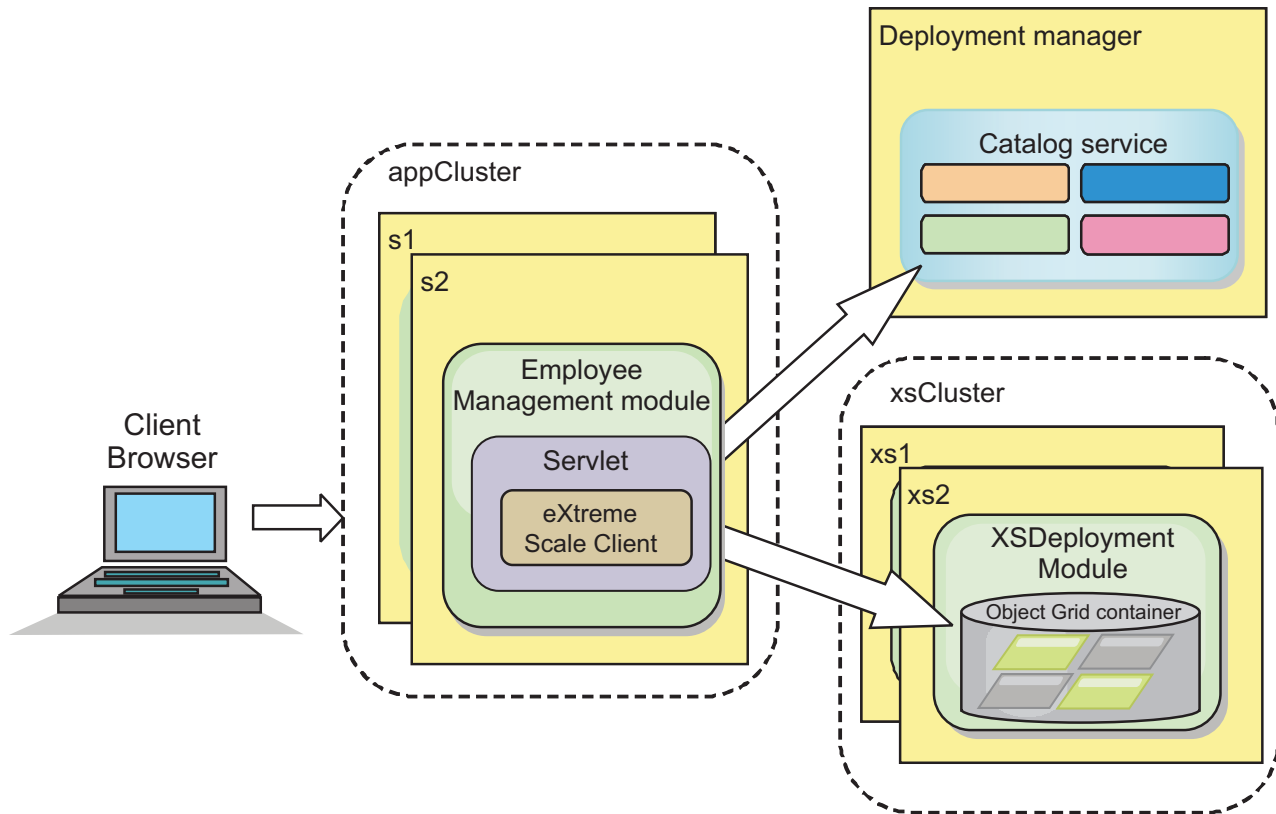 Deployment manager
Catalog service
appCluster
s1
s2
Employee
Management module
Servlet
eXtreme
Scale Client
Client
Browser
xsCluster
xs1
xs2
XSDeployment
Module
Object Grid container